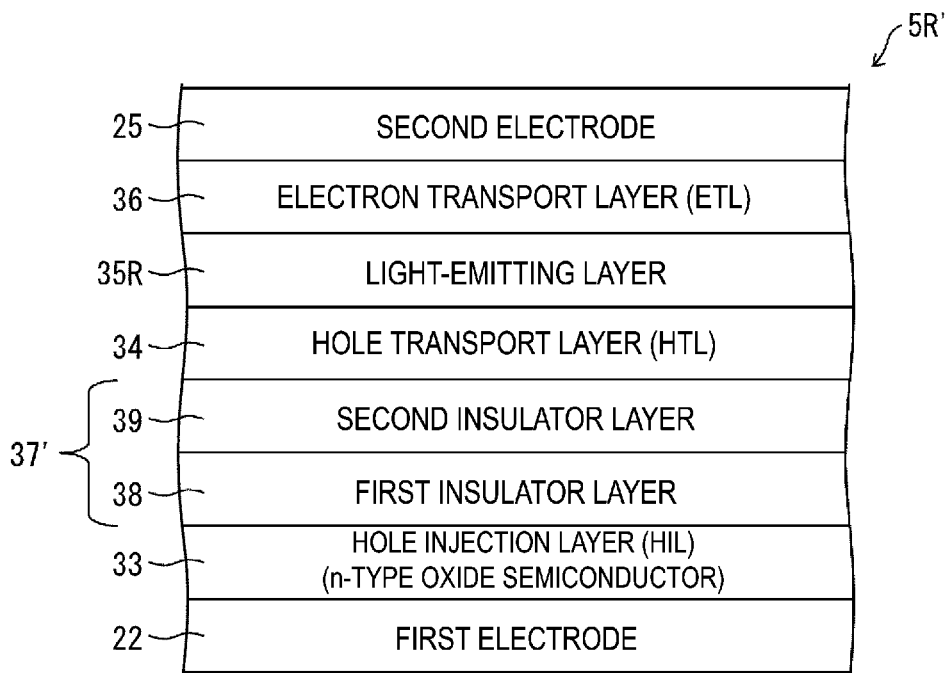 5R'
25 SECOND ELECTRODE
36 ELECTRON TRANSPORT LAYER (ETL)
35R LIGHT-EMITTING LAYER
34 HOLE TRANSPORT LAYER (HTL)
39 SECOND INSULATOR LAYER
37'
38 FIRST INSULATOR LAYER
33 HOLE INJECTION LAYER (HIL)
(n-TYPE OXIDE SEMICONDUCTOR)
22 FIRST ELECTRODE